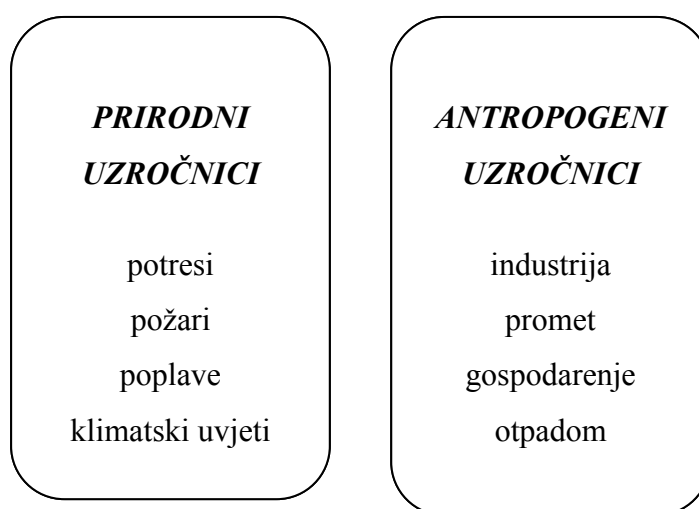 PRIRODNI
UZROČNICI
potresi
požari
poplave
klimatski uvjeti
ANTROPOGENI
UZROČNICI
industrija
promet
gospodarenje
otpadom